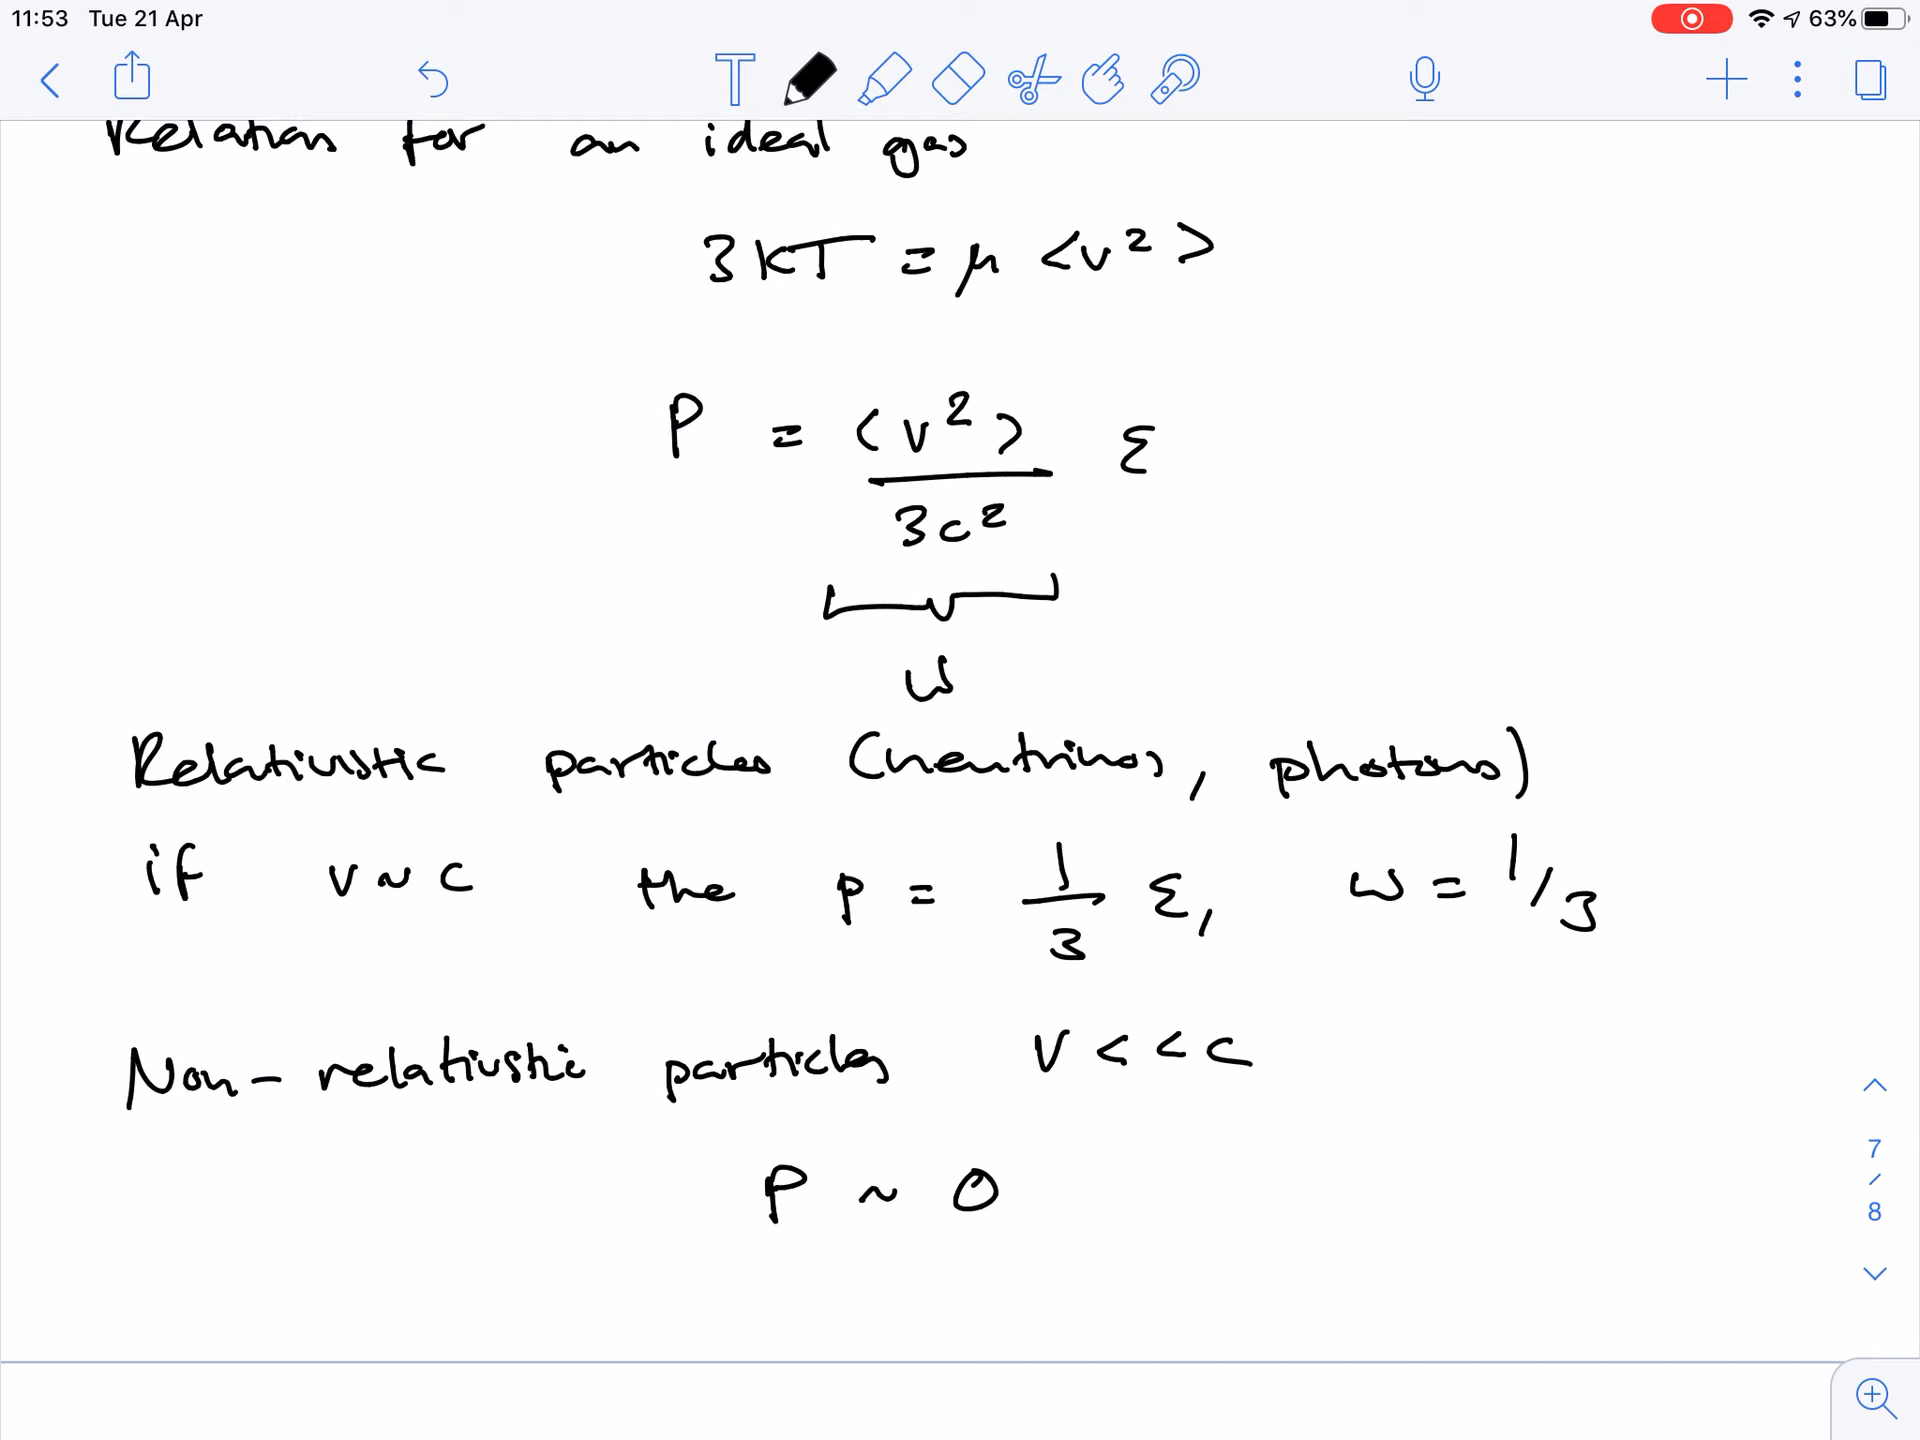 11:53 Tue 21 Apr 63%
T
Relation for an ideal gas
3kT = μ <v²>
P = <v²> ε
3c²
w
Relativistic particles (neutrinos, photons)
if v ~ c the P = 1/3 ε, w = 1/3
Non-relativistic particles v << c
P ~ 0
7
/
8